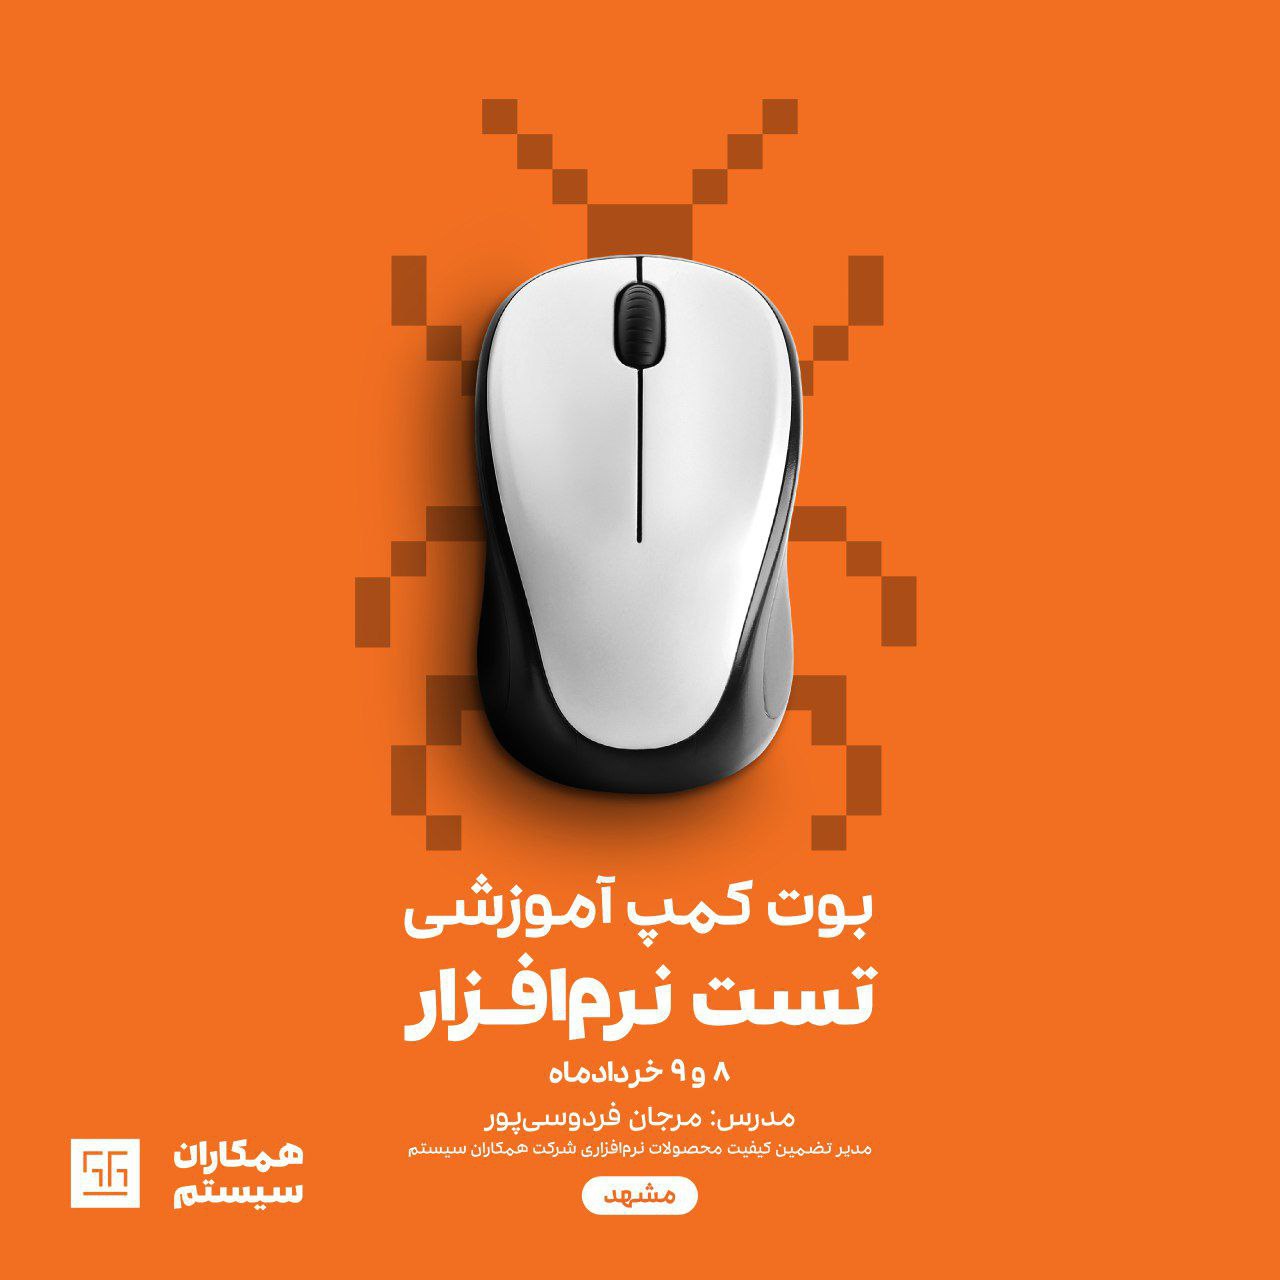 بوت کمپ آموزشی
تست نرم‌افزار
۸ و ۹ خردادماه
مدرس: مرجان فردوسی‌پور
مدیر تضمین کیفیت محصولات نرم‌افزاری شرکت همکاران سیستم
مشهد
همکاران
سیستم